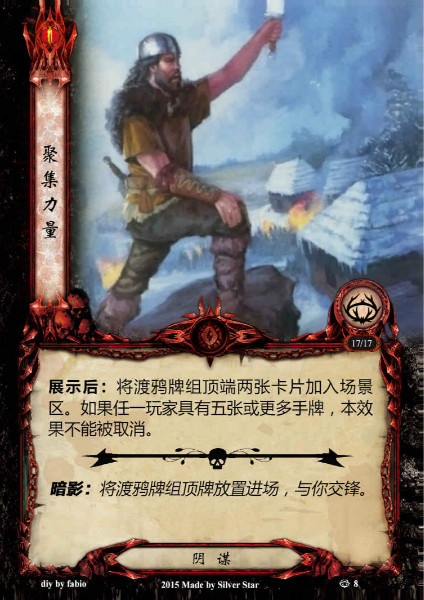 聚集力量
17/17
展示后：将渡鸦牌组顶端两张卡片加入场景
区。如果任一玩家具有五张或更多手牌，本效
果不能被取消。
暗影：将渡鸦牌组顶牌放置进场，与你交锋。
阴谋
diy by fabio
2015 Made by Silver Star
8